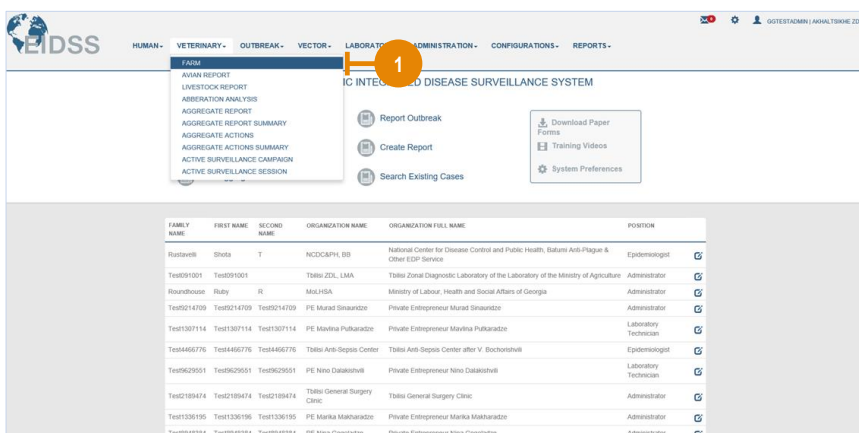 EIDSS
HUMAN
VETERINARY
OUTBREAK
VECTOR
ADMINISTRATION
CONFIGURATIONS
REPORTS
0
GGTESTADMIN | AKHALTSIKHE ZD
FARM
AVIAN REPORT
LIVESTOCK REPORT
ABBERATION ANALYSIS
AGGREGATE REPORT
AGGREGATE REPORT SUMMARY
AGGREGATE ACTIONS
AGGREGATE ACTIONS SUMMARY
ACTIVE SURVEILLANCE CAMPAIGN
ACTIVE SURVEILLANCE SESSION
1
DISEASE SURVEILLANCE SYSTEM
Report Outbreak
Create Report
Search Existing Cases
Download Paper
Forms
Training Videos
System Preferences
FAMILY NAME FIRST NAME SECOND NAME ORGANIZATION NAME ORGANIZATION FULL NAME POSITION
Rustavelli Shota T NCDC&PH, BB National Center for Disease Control and Public Health, Batumi Anti-Plague & Other EDP Service Epidemiologist
Test091001 Test091001 Tbilisi ZDL, LMA Tbilisi Zonal Diagnostic Laboratory of the Laboratory of the Ministry of Agriculture Administrator
Roundhouse Ruby R MoLHSA Ministry of Labour, Health and Social Affairs of Georgia Administrator
Test9214709 Test9214709 Test9214709 PE Murad Sinauridze Private Entrepreneur Murad Sinauridze Administrator
Test1307114 Test1307114 Test1307114 PE Mavlina Putkaradze Private Entrepreneur Mavlina Putkaradze Laboratory Technician
Test4466776 Test4466776 Test4466776 Tbilisi Anti-Sepsis Center Tbilisi Anti-Sepsis Center after V. Bochorishvili Epidemiologist
Test9629551 Test9629551 Test9629551 PE Nino Dalakishvili Private Entrepreneur Nino Dalakishvili Laboratory Technician
Test2189474 Test2189474 Test2189474 Tbilisi General Surgery Clinic Tbilisi General Surgery Clinic Administrator
Test1336195 Test1336196 Test1336195 PE Marika Makharadze Private Entrepreneur Marika Makharadze Administrator